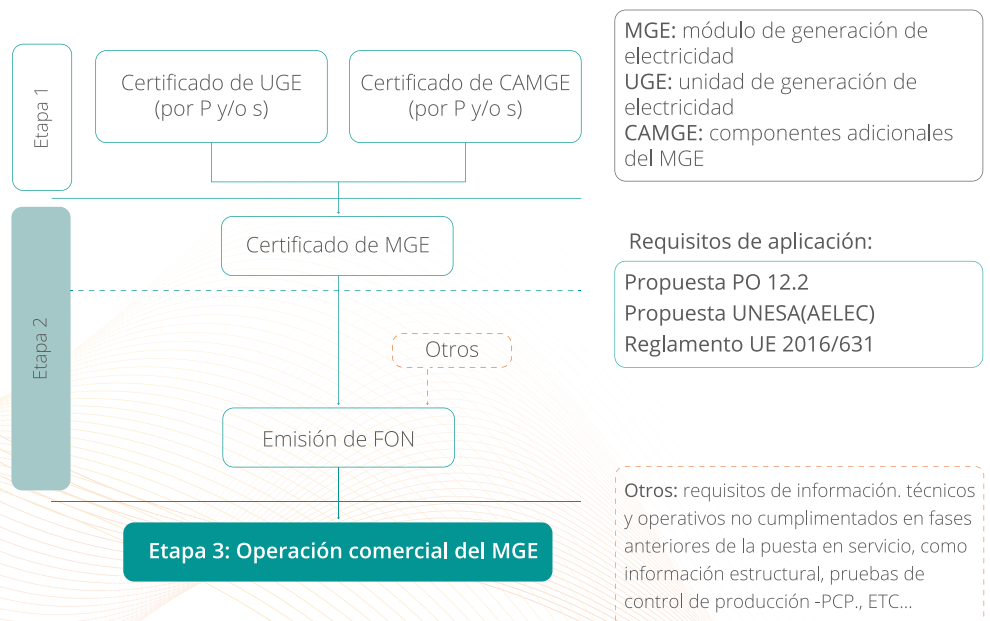 Etapa 1
Certificado de UGE
(por P y/o s)
Certificado de CAMGE
(por P y/o s)
MGE: módulo de generación de
electricidad
UGE: unidad de generación de
electricidad
CAMGE: componentes adicionales
del MGE
Etapa 2
Certificado de MGE
Requisitos de aplicación:
Propuesta PO 12.2
Propuesta UNESA(AELEC)
Reglamento UE 2016/631
Otros
Emisión de FON
Etapa 3: Operación comercial del MGE
Otros: requisitos de información. técnicos
y operativos no cumplimentados en fases
anteriores de la puesta en servicio, como
información estructural, pruebas de
control de producción -PCP., ETC...